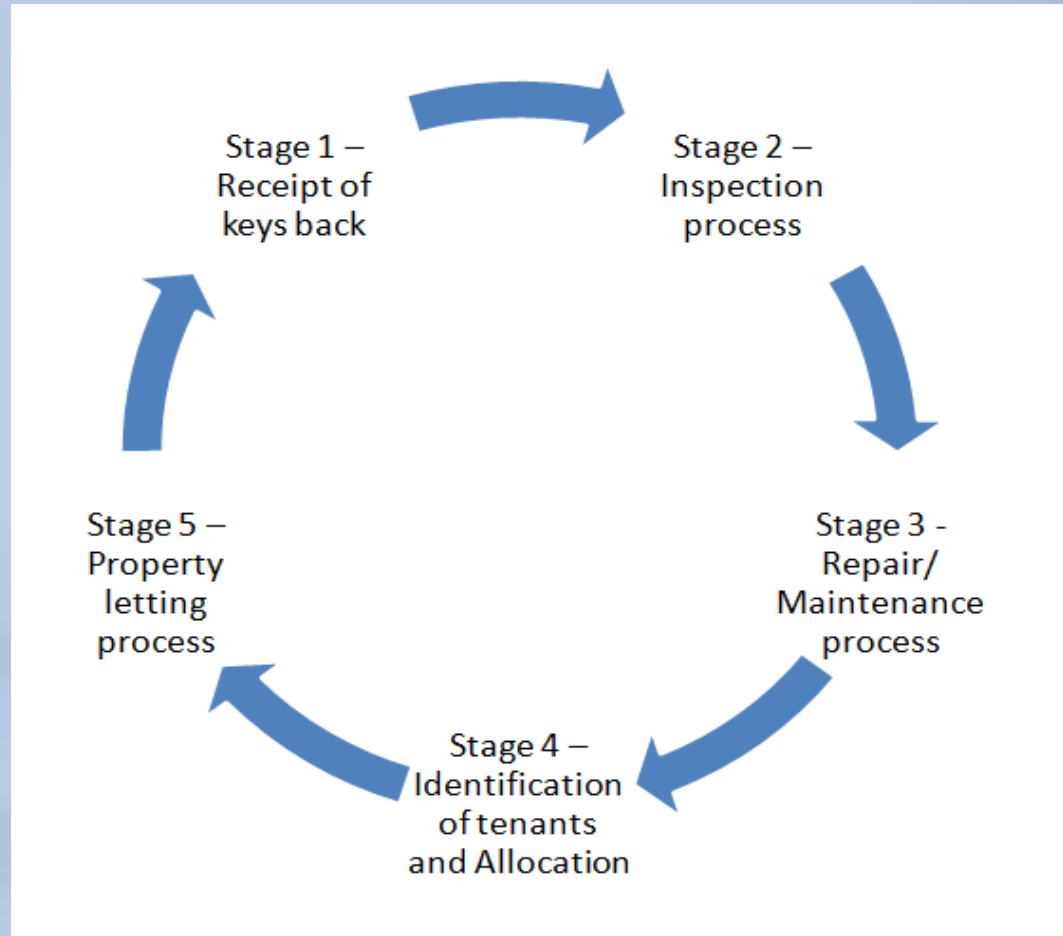 Stage 1 –
Receipt of
keys back
Stage 2 –
Inspection
process
Stage 3 -
Repair/
Maintenance
process
Stage 4 –
Identification
of tenants
and Allocation
Stage 5 –
Property
letting
process